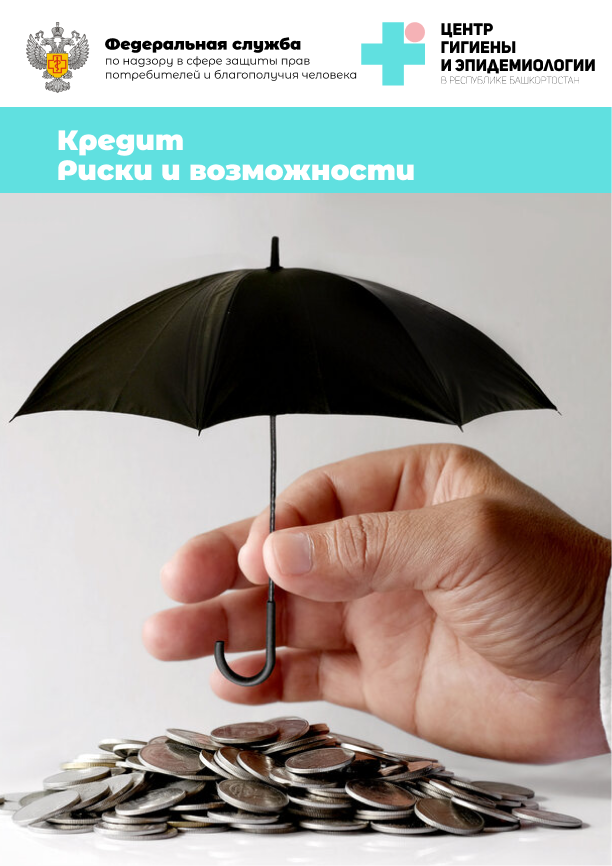 Федеральная служба
по надзору в сфере защиты прав
потребителей и благополучия человека
ЦЕНТР
ГИГИЕНЫ
И ЭПИДЕМИОЛОГИИ
В РЕСПУБЛИКЕ БАШКОРТОСТАН
Кредит
Риски и возможности